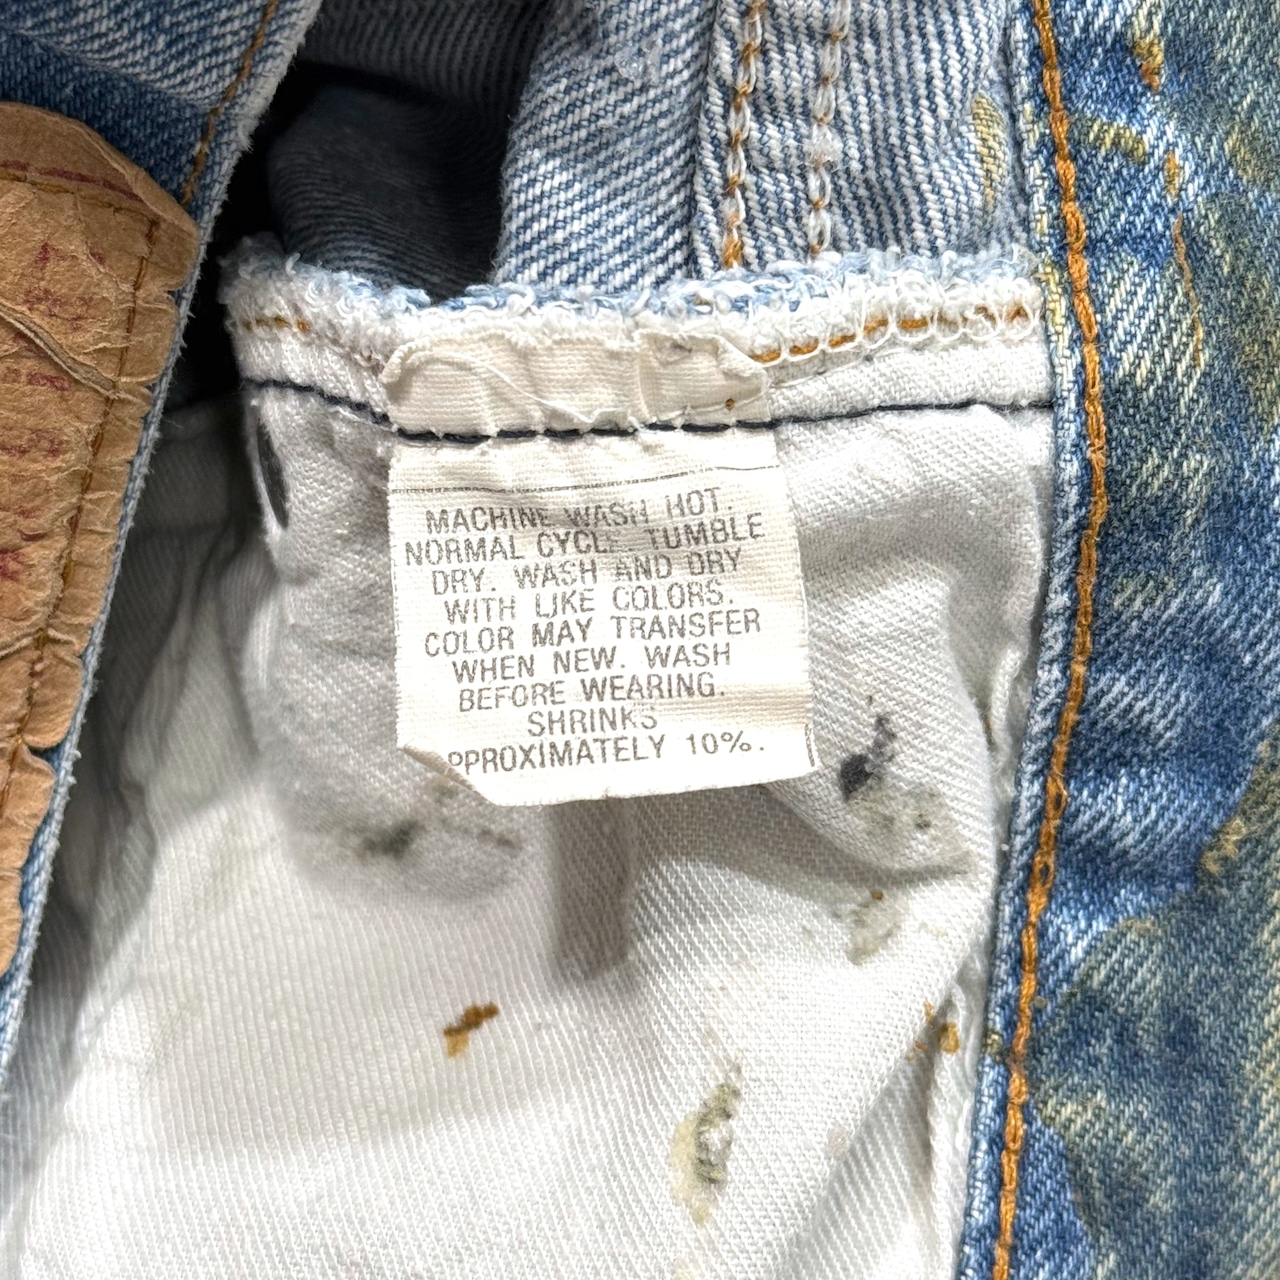 MACHINE WASH HOT.
NORMAL CYCLE TUMBLE
DRY. WASH AND DRY
WITH LIKE COLORS.
COLOR MAY TRANSFER
WHEN NEW. WASH
BEFORE WEARING.
SHRINKS
PPROXIMATELY 10%.